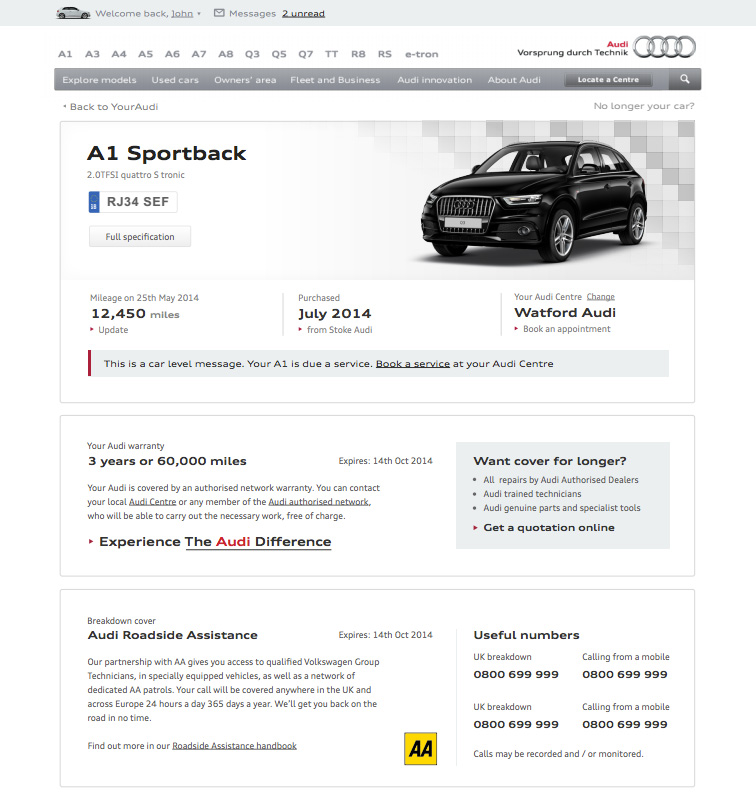 Welcome back, John
Messages 2 unread
A1 A3 A4 A5 A6 A7 A8 Q3 Q5 Q7 TT R8 RS e-tron
Audi
Vorsprung durch Technik
Explore models Used cars Owners' area Fleet and Business Audi innovation About Audi Locate a Centre
Back to YourAudi
No longer your car?
A1 Sportback
2.0TFSI quattro S tronic
GB RJ34 SEF
Full specification
Mileage on 25th May 2014
12,450 miles
Update
Purchased
July 2014
from Stoke Audi
Your Audi Centre Change
Watford Audi
Book an appointment
This is a car level message. Your A1 is due a service. Book a service at your Audi Centre
Your Audi warranty
3 years or 60,000 miles
Expires: 14th Oct 2014
Your Audi is covered by an authorised network warranty. You can contact
your local Audi Centre or any member of the Audi authorised network,
who will be able to carry out the necessary work, free of charge.
Experience The Audi Difference
Want cover for longer?
All repairs by Audi Authorised Dealers
Audi trained technicians
Audi genuine parts and specialist tools
Get a quotation online
Breakdown cover
Audi Roadside Assistance
Expires: 14th Oct 2014
Our partnership with AA gives you access to qualified Volkswagen Group
Technicians, in specially equipped vehicles, as well as a network of
dedicated AA patrols. Your call will be covered anywhere in the UK and
across Europe 24 hours a day 365 days a year. We'll get you back on the
road in no time.
Find out more in our Roadside Assistance handbook
AA
Useful numbers
UK breakdown
0800 699 999
Calling from a mobile
0800 699 999
UK breakdown
0800 699 999
Calling from a mobile
0800 699 999
Calls may be recorded and / or monitored.